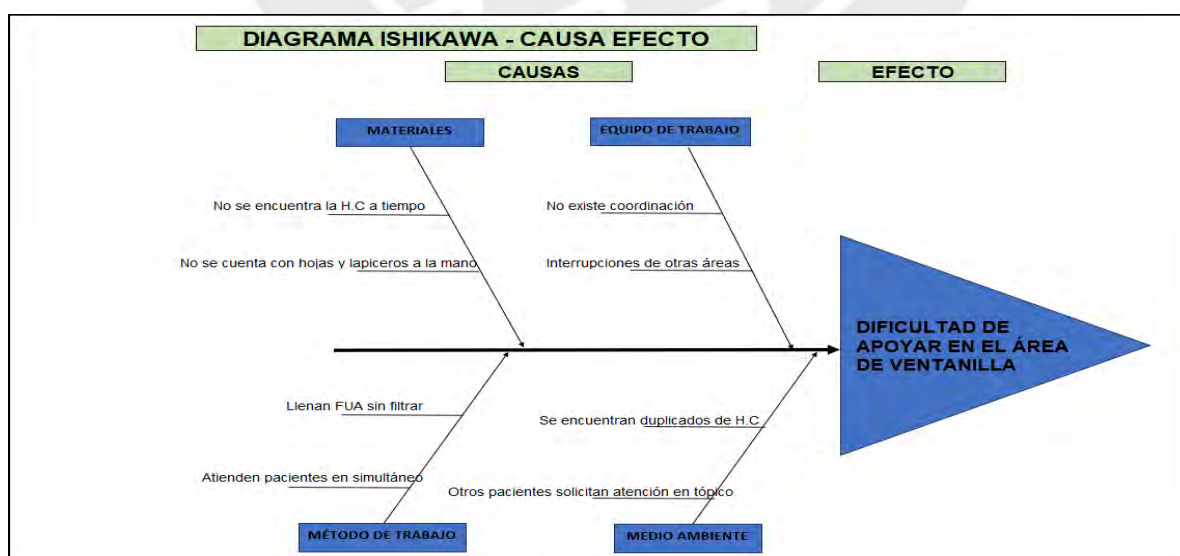 DIAGRAMA ISHIKAWA - CAUSA EFECTO
CAUSAS
EFECTO
MATERIALES
EQUIPO DE TRABAJO
No se encuentra la H.C a tiempo
No existe coordinación
No se cuenta con hojas y lapiceros a la mano
Interrupciones de otras áreas
DIFICULTAD DE
APOYAR EN EL ÁREA
DE VENTANILLA
Llenan FUA sin filtrar
Se encuentran duplicados de H.C
Atienden pacientes en simultáneo
Otros pacientes solicitan atención en tópico
MÉTODO DE TRABAJO
MEDIO AMBIENTE